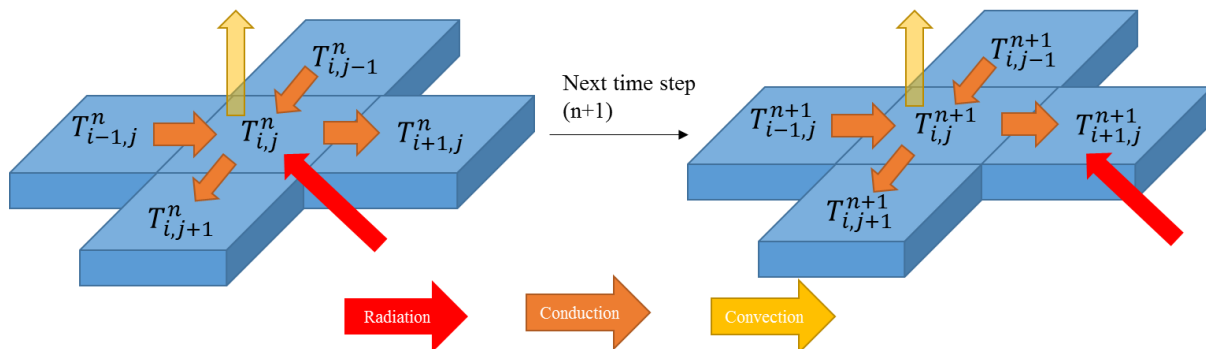 T^n_{i,j-1}
T^n_{i-1,j}
T^n_{i,j}
T^n_{i+1,j}
T^n_{i,j+1}
Next time step
(n+1)
T^{n+1}_{i,j-1}
T^{n+1}_{i-1,j}
T^{n+1}_{i,j}
T^{n+1}_{i+1,j}
T^{n+1}_{i,j+1}
Radiation
Conduction
Convection